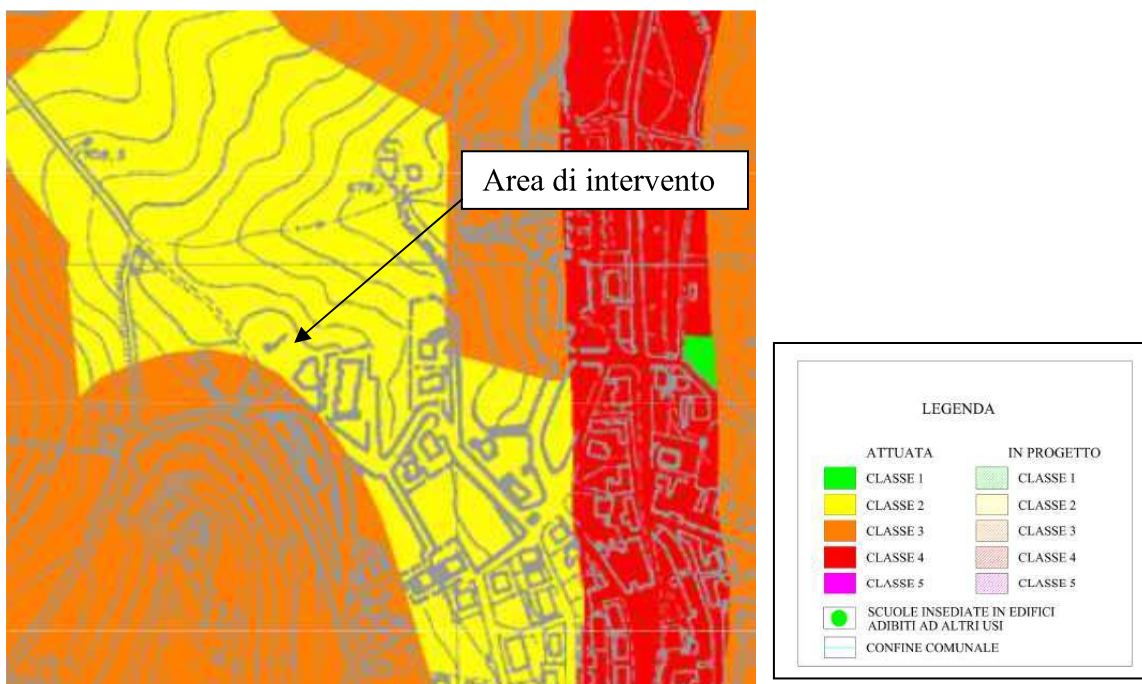 Area di intervento
LEGENDA
ATTUATA IN PROGETTO
CLASSE 1 CLASSE 1
CLASSE 2 CLASSE 2
CLASSE 3 CLASSE 3
CLASSE 4 CLASSE 4
CLASSE 5 CLASSE 5
SCUOLE INSEDIATE IN EDIFICI
ADIBITI AD ALTRI USI
CONFINE COMUNALE